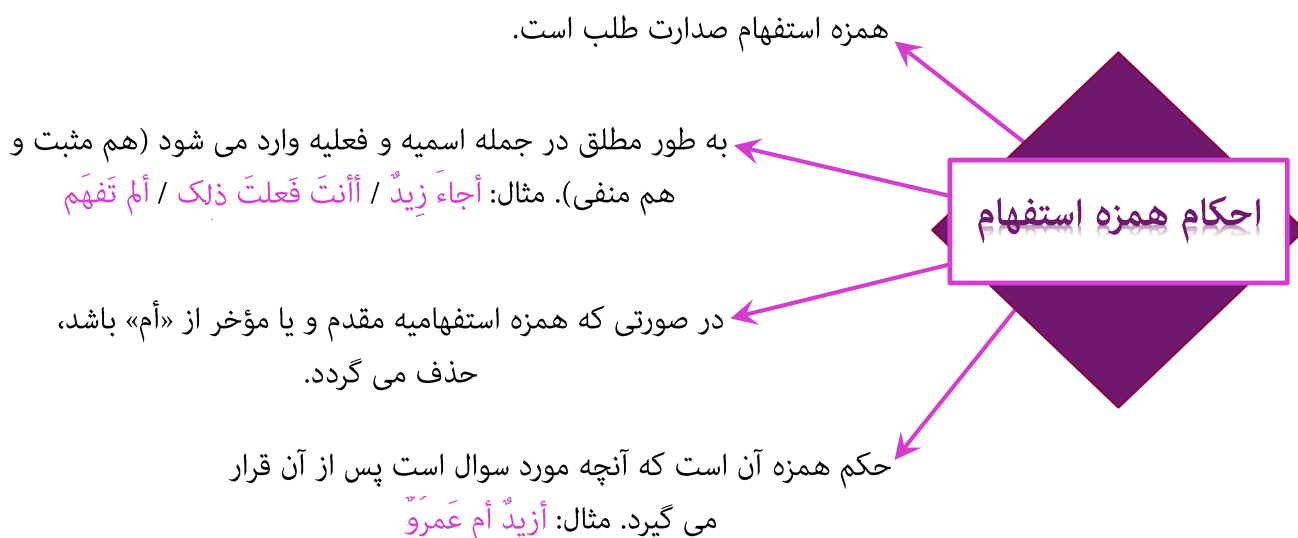 احکام همزه استفهام
همزه استفهام صدارت طلب است.
به طور مطلق در جمله اسمیه و فعلیه وارد می شود (هم مثبت و
هم منفی). مثال: أجاءَ زِیدٌ / أأنتَ فَعلتَ ذلِک / ألم تَفهَم
در صورتی که همزه استفهامیه مقدم و یا مؤخر از «أم» باشد،
حذف می گردد.
حکم همزه آن است که آنچه مورد سوال است پس از آن قرار
می گیرد. مثال: أزیدٌ أم عَمرَوٌ